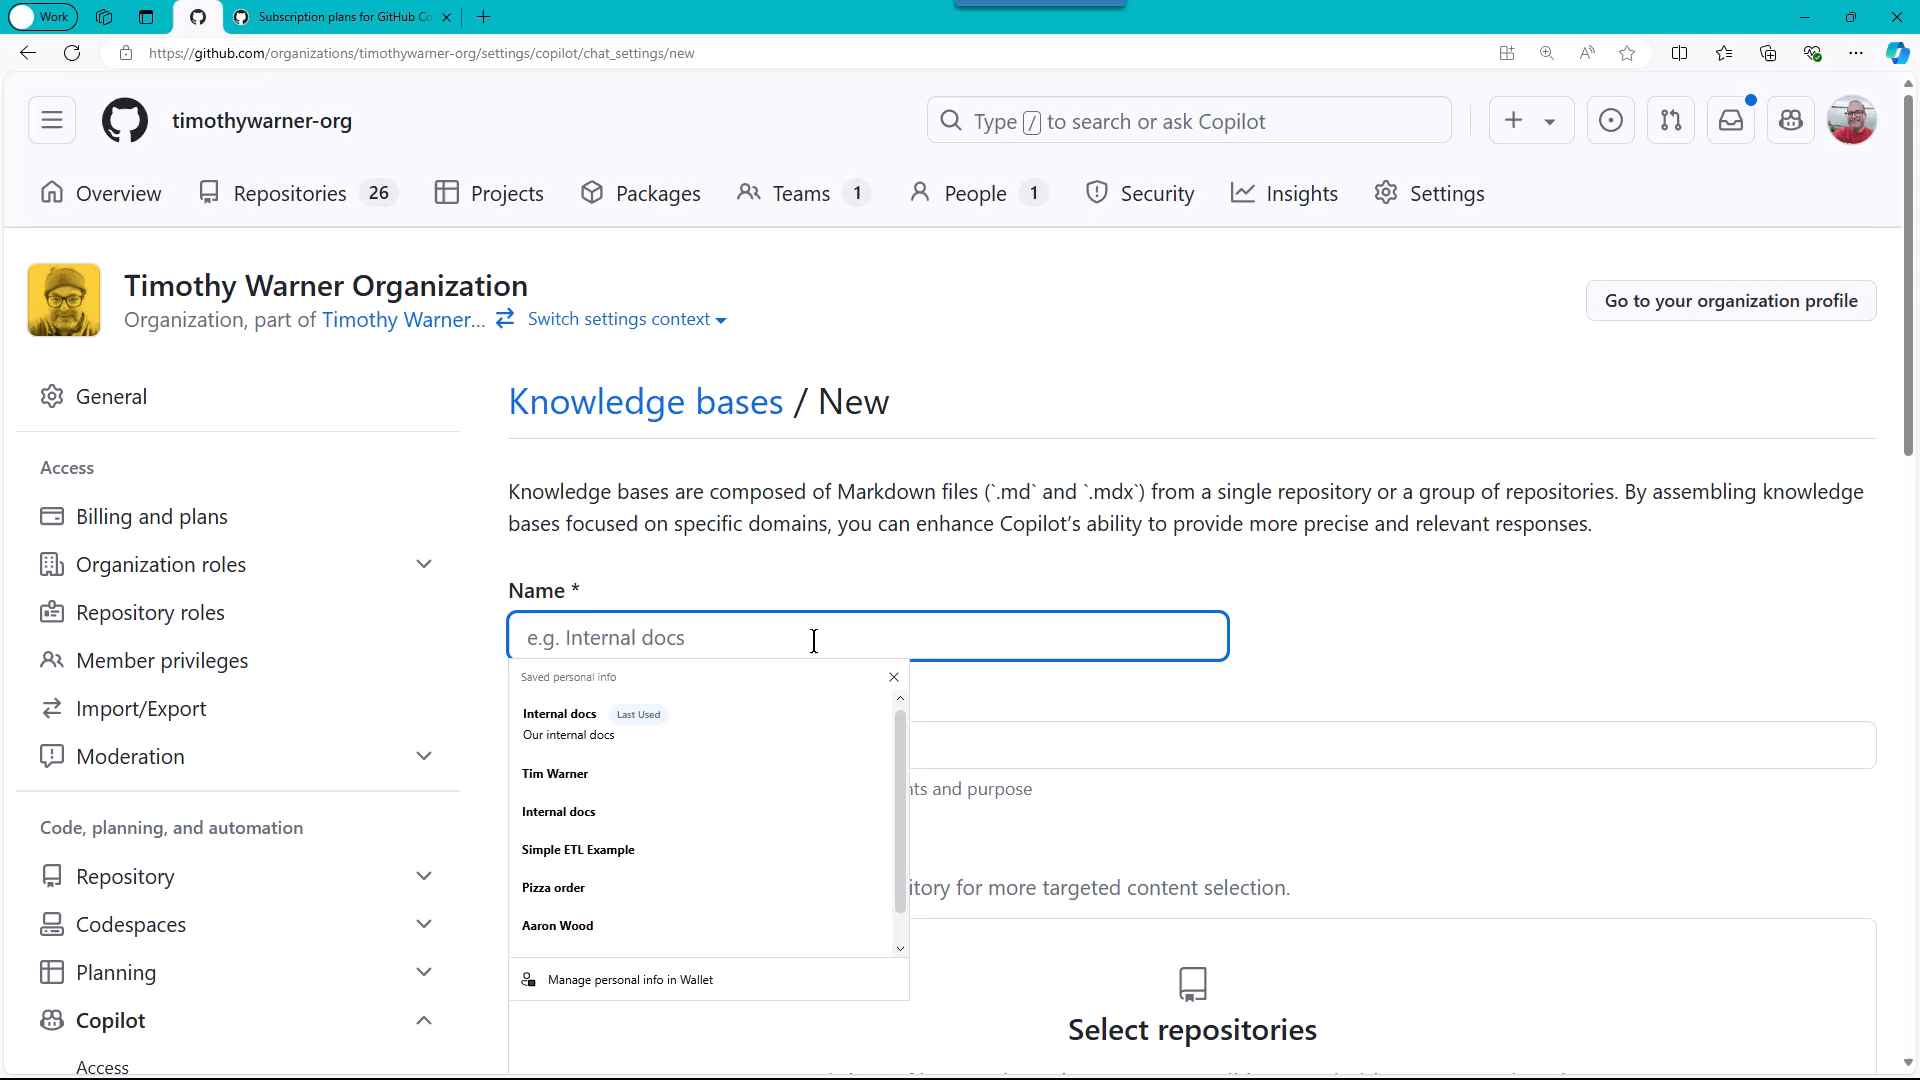 Work
Subscription plans for GitHub Co
https://github.com/organizations/timothywarner-org/settings/copilot/chat_settings/new
timothywarner-org
Type / to search or ask Copilot
Overview
Repositories 26
Projects
Packages
Teams 1
People 1
Security
Insights
Settings
Timothy Warner Organization
Organization, part of Timothy Warner... Switch settings context
Go to your organization profile
General
Access
Billing and plans
Organization roles
Repository roles
Member privileges
Import/Export
Moderation
Code, planning, and automation
Repository
Codespaces
Planning
Copilot
Access
Knowledge bases / New
Knowledge bases are composed of Markdown files (`.md` and `.mdx`) from a single repository or a group of repositories. By assembling knowledge
bases focused on specific domains, you can enhance Copilot's ability to provide more precise and relevant responses.
Name *
e.g. Internal docs
Saved personal info
Internal docs Last Used
Our internal docs
Tim Warner
Internal docs
Simple ETL Example
Pizza order
Aaron Wood
Manage personal info in Wallet
nts and purpose
itory for more targeted content selection.
Select repositories